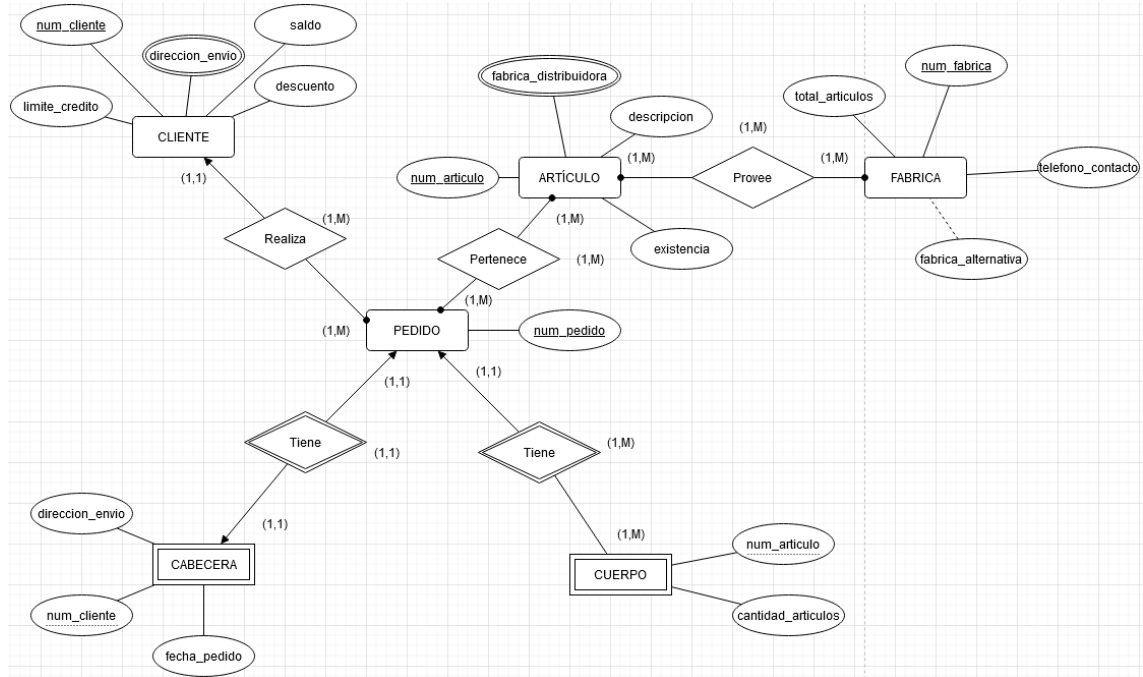 num_cliente
saldo
direccion_envio
descuento
limite_credito
CLIENTE
(1,1)
Realiza
(1,M)
(1,M)
fabrica_distribuidora
descripcion
num_articulo
ARTÍCULO
existencia
(1,M)
(1,M)
Provee
(1,M)
total_articulos
num_fabrica
FABRICA
telefono_contacto
fabrica_alternativa
(1,M)
Pertenece
(1,M)
(1,M)
PEDIDO
num_pedido
(1,1)
Tiene
(1,1)
(1,1)
(1,1)
Tiene
(1,M)
(1,M)
direccion_envio
CABECERA
num_cliente
fecha_pedido
CUERPO
num_articulo
cantidad_articulos